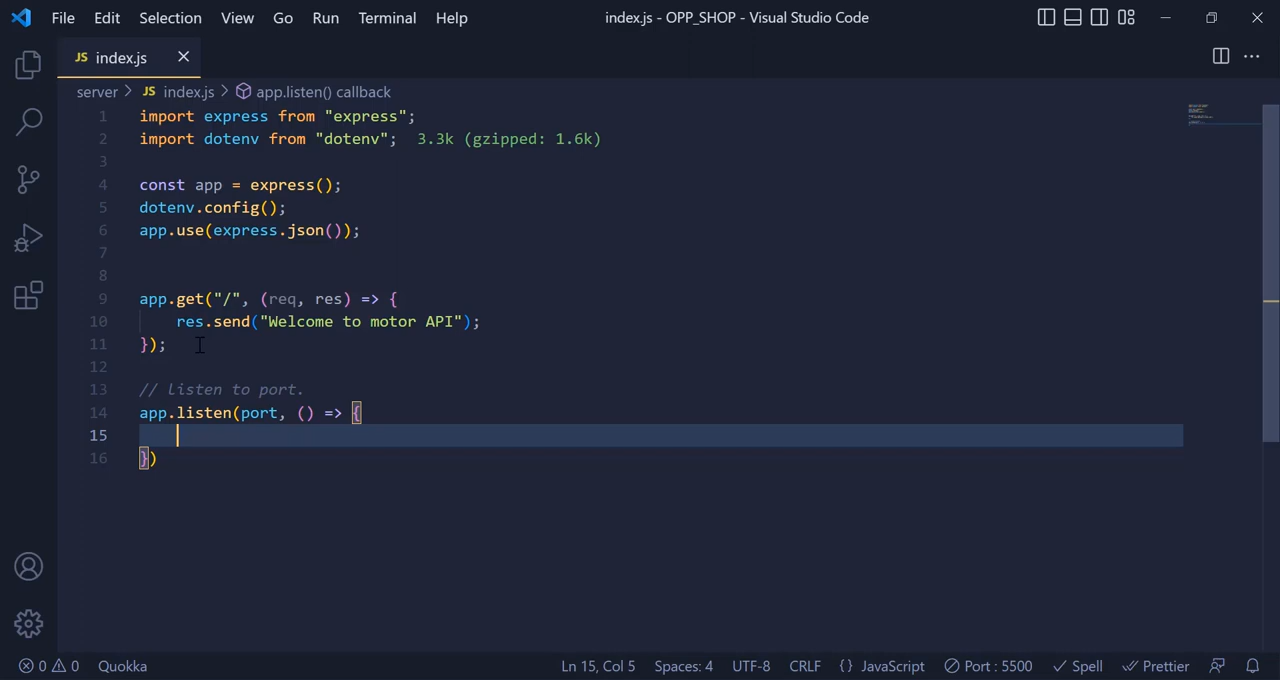 File Edit Selection View Go Run Terminal Help index.js - OPP_SHOP - Visual Studio Code
JS index.js
server > JS index.js > app.listen() callback
1 import express from "express";
2 import dotenv from "dotenv"; 3.3k (gzipped: 1.6k)
3
4 const app = express();
5 dotenv.config();
6 app.use(express.json());
7
8
9 app.get("/", (req, res) => {
10 res.send("Welcome to motor API");
11 });
12
13 // listen to port.
14 app.listen(port, () => {
15
16 })
0 0 Quokka Ln 15, Col 5 Spaces: 4 UTF-8 CRLF {} JavaScript Port : 5500 Spell Prettier